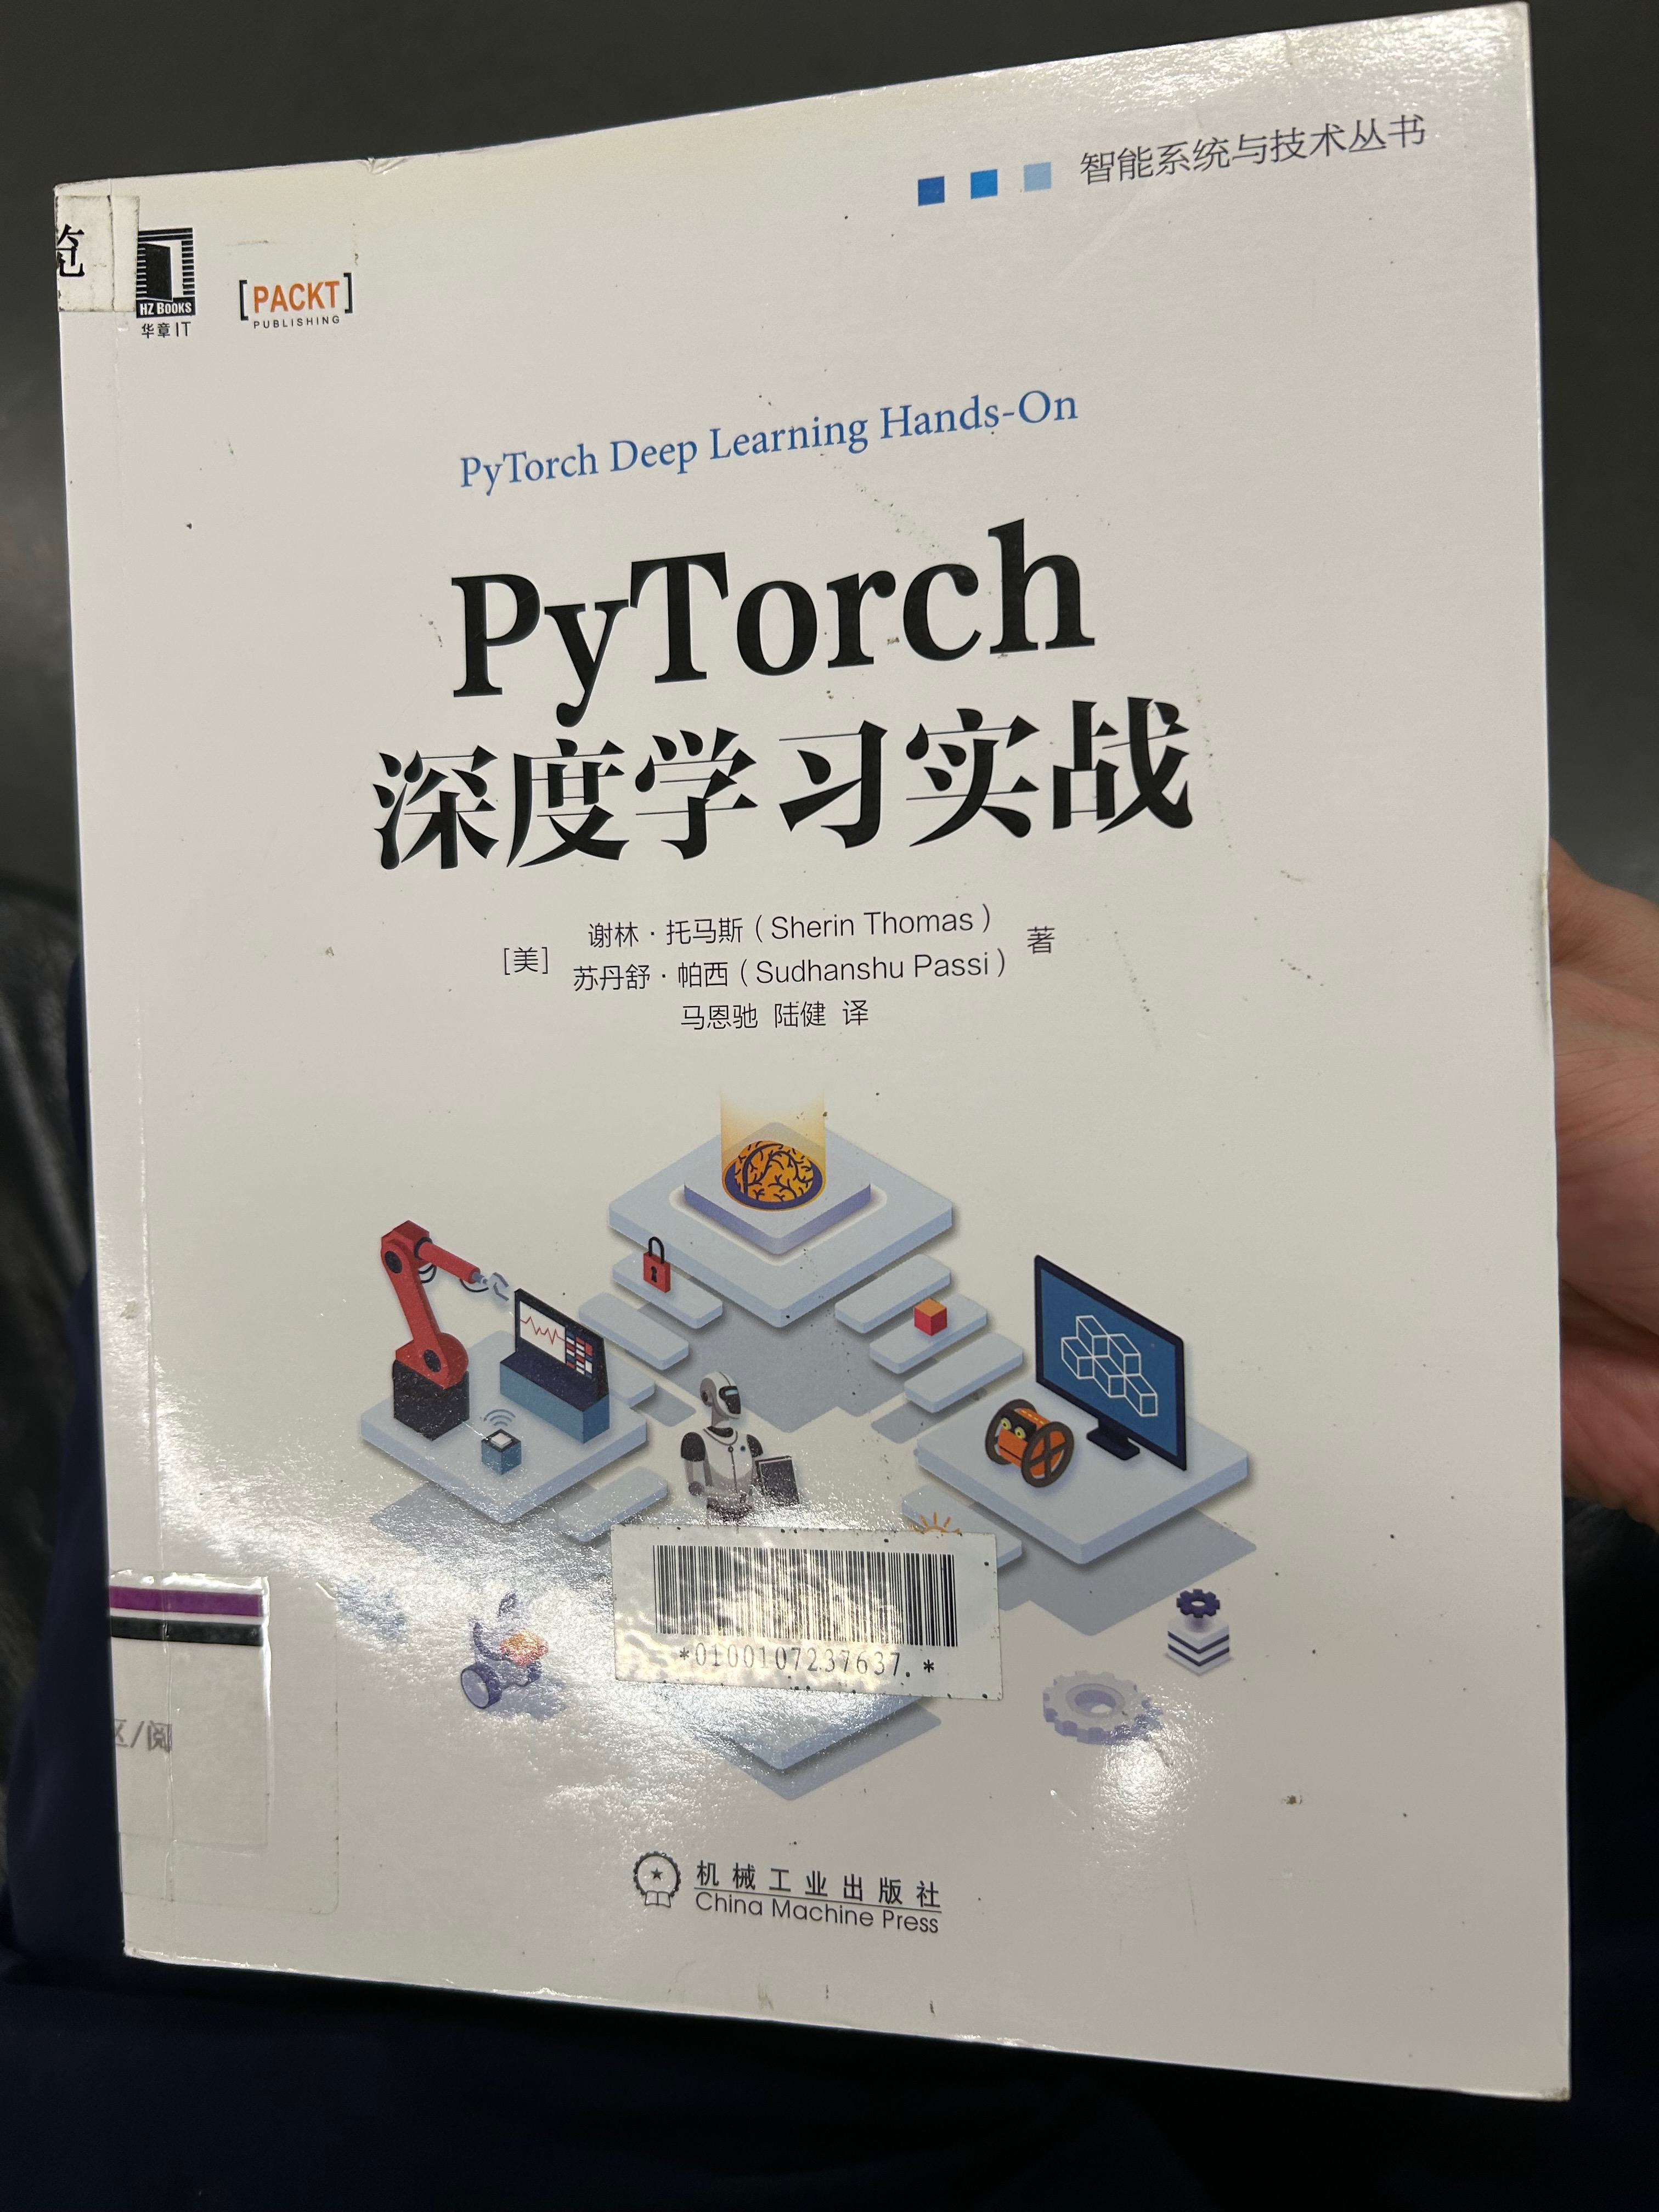 智能系统与技术丛书
览
HZ BOOKS
华章IT
[PACKT]
PUBLISHING
PyTorch Deep Learning Hands-On
PyTorch
深度学习实战
[美]
谢林·托马斯（Sherin Thomas）
苏丹舒·帕西（Sudhanshu Passi）
著
马恩驰 陆健 译
*0100107237637.*
区/阅
机械工业出版社
China Machine Press